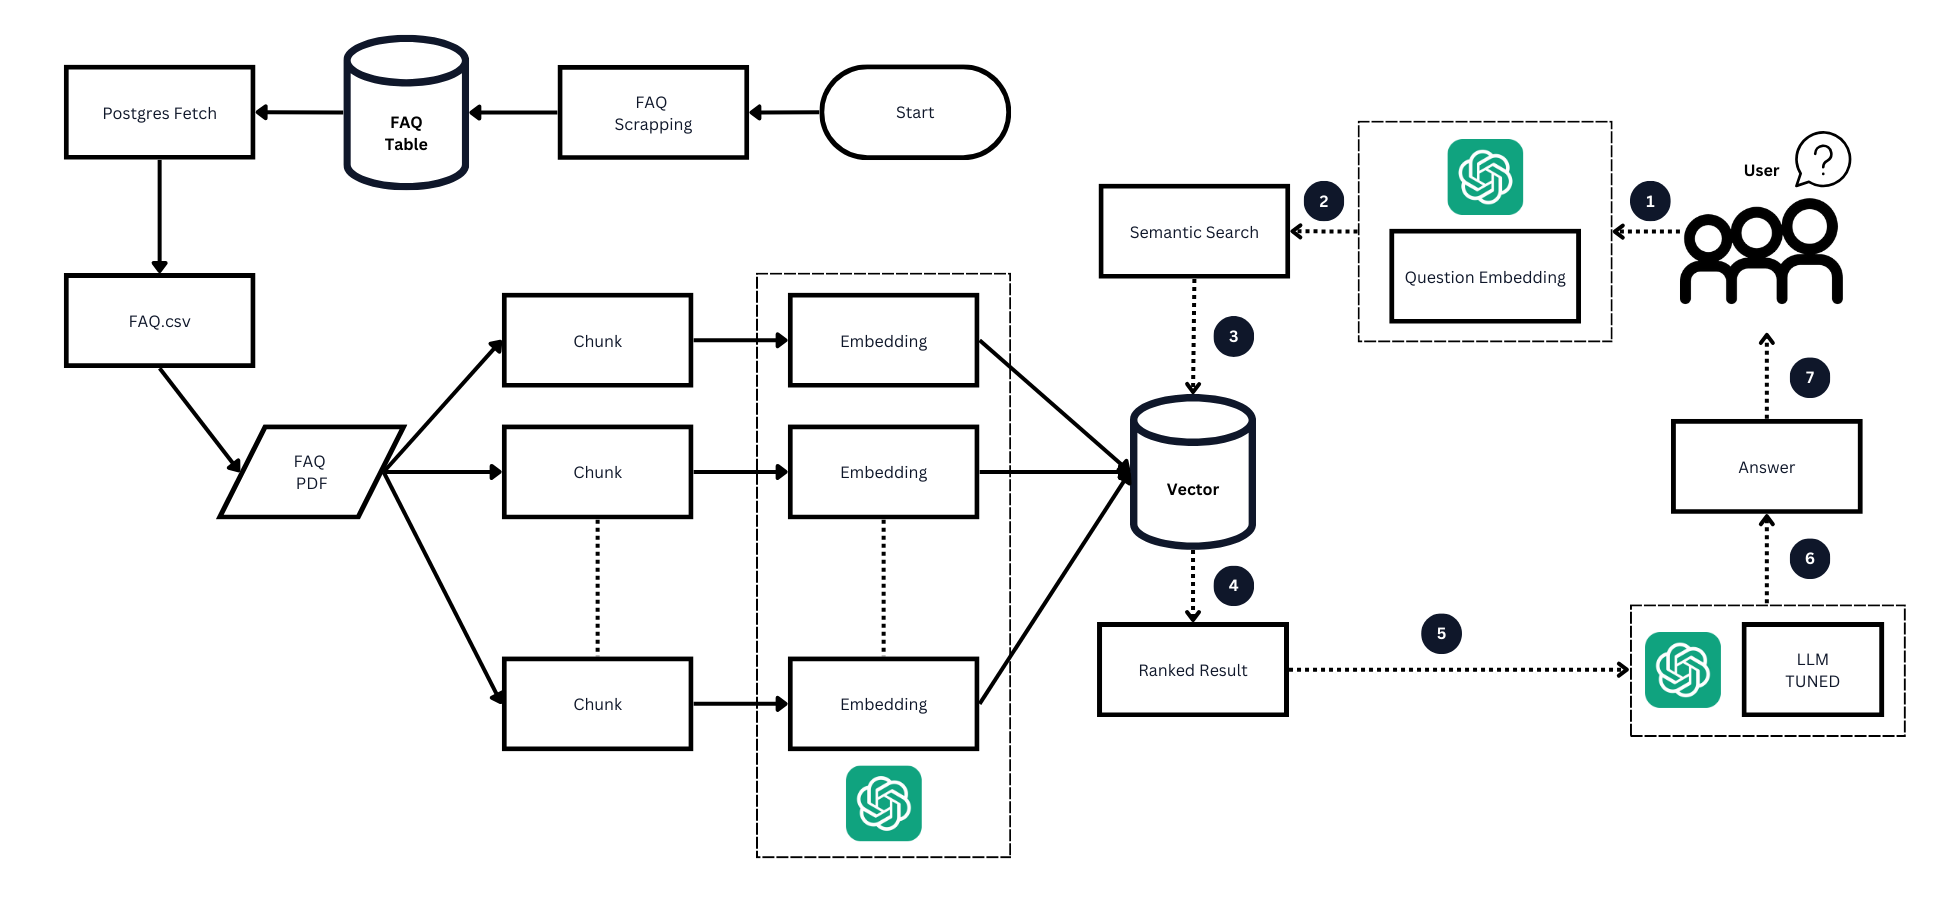 Postgres Fetch
FAQ
Table
FAQ
Scrapping
Start
User
?
1
2
Semantic Search
Question Embedding
FAQ.csv
3
Chunk
Embedding
7
FAQ
PDF
Chunk
Embedding
Vector
Answer
4
6
5
Chunk
Embedding
Ranked Result
LLM
TUNED